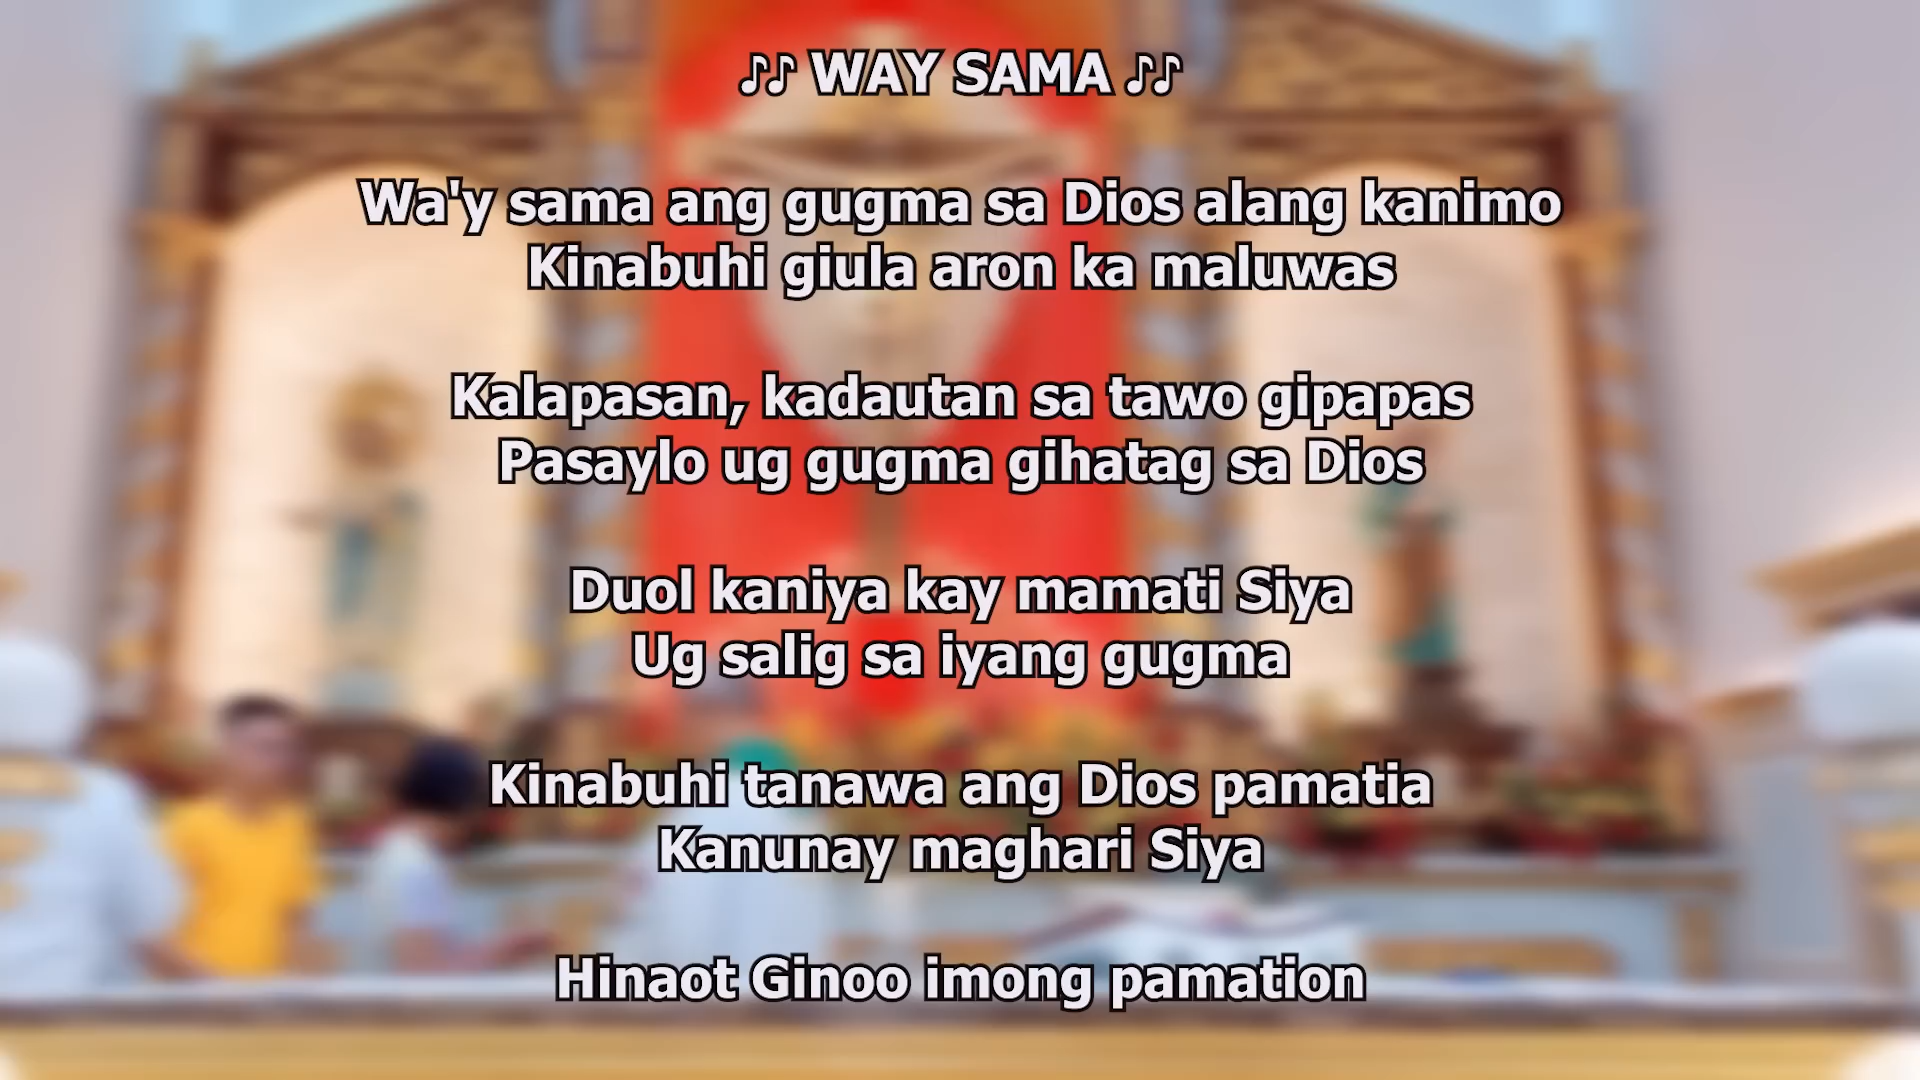 ♪♪ WAY SAMA ♪♪
Wa'y sama ang gugma sa Dios alang kanimo
Kinabuhi giula aron ka maluwas
Kalapasan, kadautan sa tawo gipapas
Pasaylo ug gugma gihatag sa Dios
Duol kaniya kay mamati Siya
Ug salig sa iyang gugma
Kinabuhi tanawa ang Dios pamatia
Kanunay maghari Siya
Hinaot Ginoo imong pamation